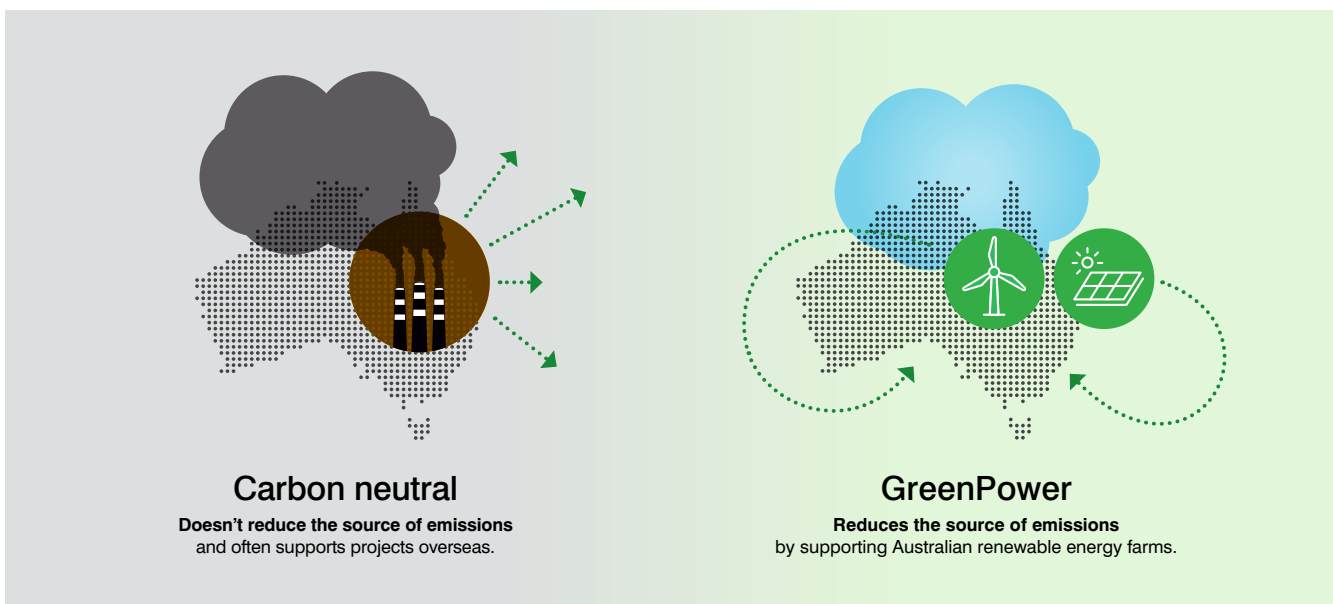 Carbon neutral
Doesn’t reduce the source of emissions
and often supports projects overseas.
GreenPower
Reduces the source of emissions
by supporting Australian renewable energy farms.